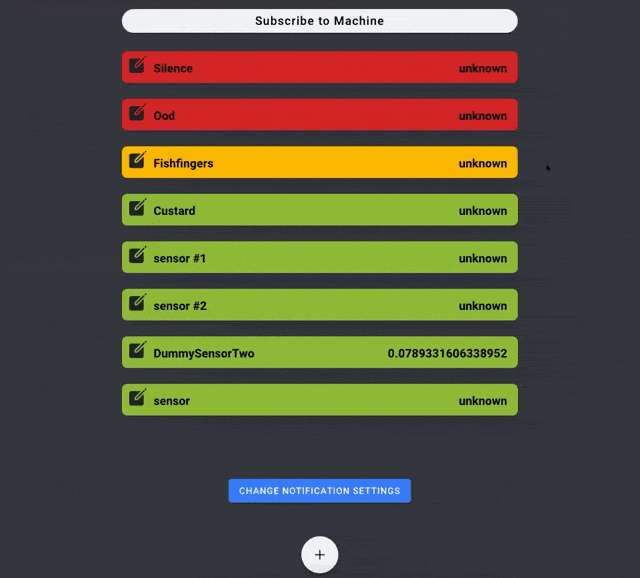 Subscribe to Machine
Silence unknown
Ood unknown
Fishfingers unknown
Custard unknown
sensor #1 unknown
sensor #2 unknown
DummySensorTwo 0.0789331606338952
sensor unknown
CHANGE NOTIFICATION SETTINGS
+